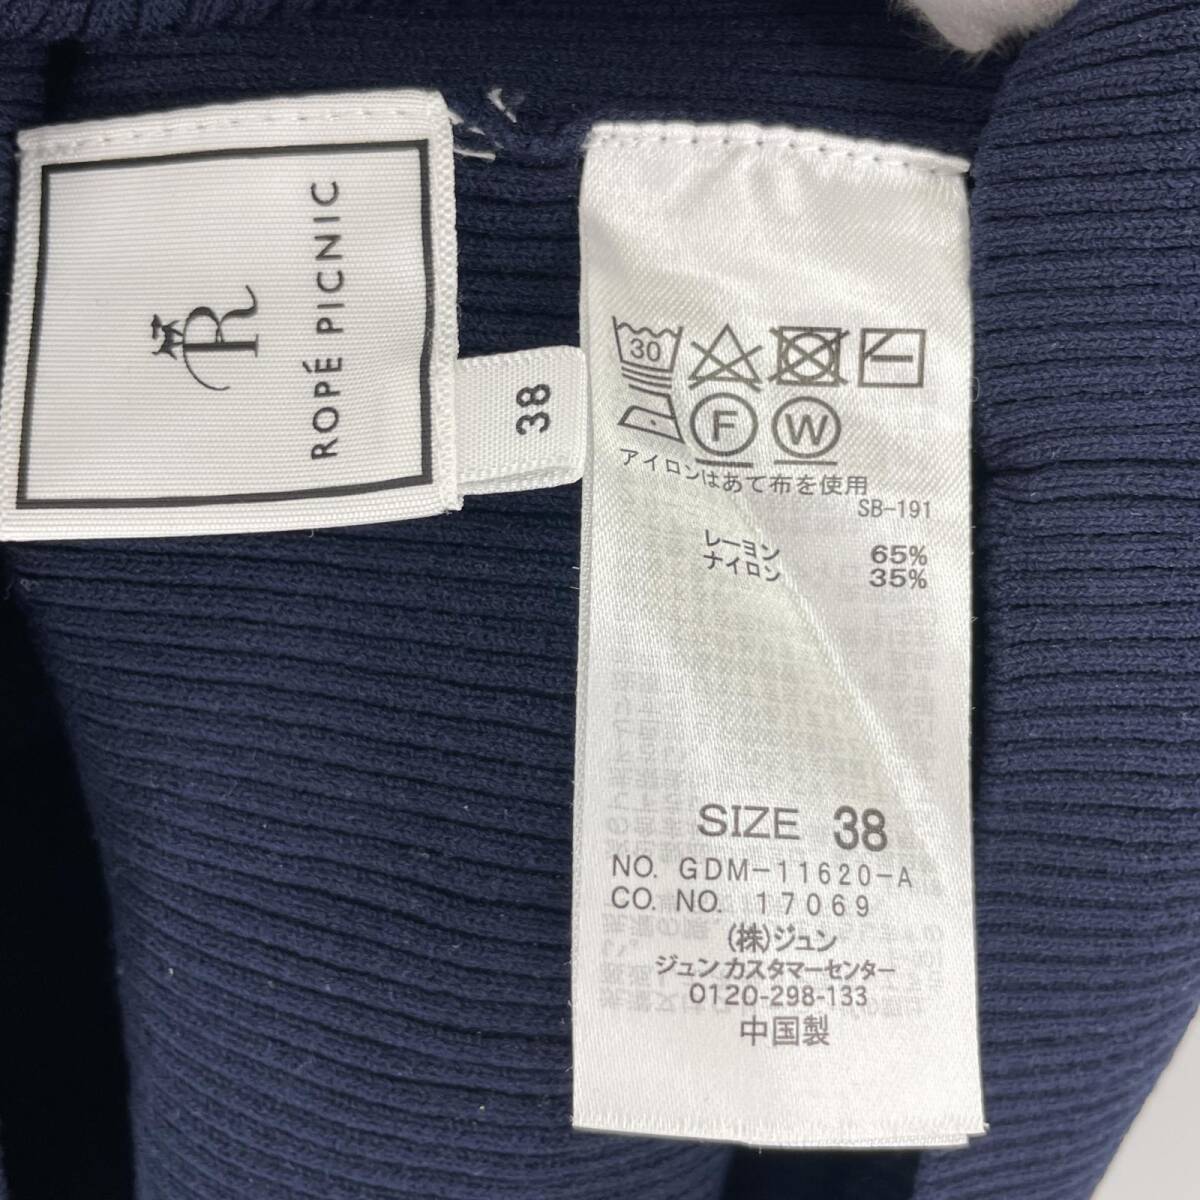 R
ROPÉ PICNIC
38
30
F W
アイロンはあて布を使用
SB-191
レーヨン 65%
ナイロン 35%
SIZE 38
NO. GDM-11620-A
CO. NO. 17069
(株)ジュン
ジュンカスタマーセンター
0120-298-133
中国製